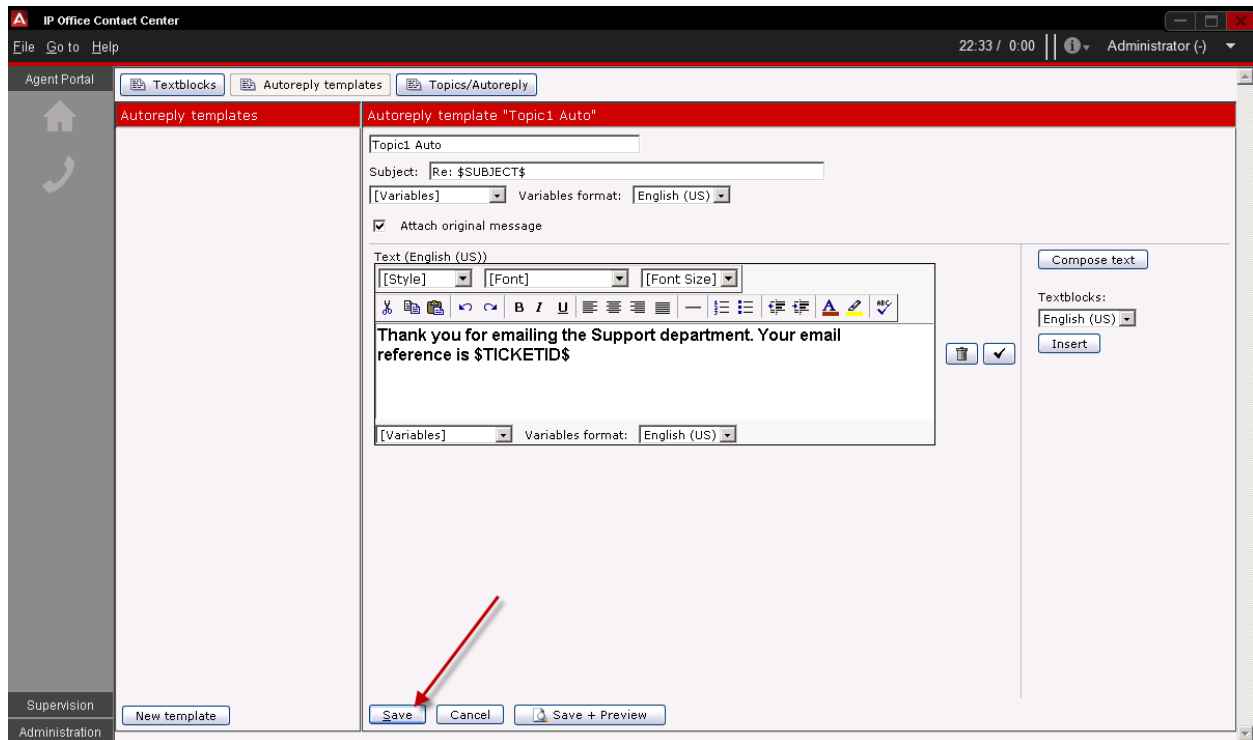 IP Office Contact Center
File Go to Help
22:33 / 0:00 Administrator (-)
Agent Portal
Textblocks Autoreply templates Topics/Autoreply
Autoreply templates
Autoreply template "Topic1 Auto"
Topic1 Auto
Subject: Re: $SUBJECT$
[Variables] Variables format: English (US)
Attach original message
Text (English (US))
[Style] [Font] [Font Size]
B I U A ABC
Thank you for emailing the Support department. Your email
reference is $TICKETID$
[Variables] Variables format: English (US)
Compose text
Textblocks:
English (US)
Insert
Supervision
Administration
New template
Save Cancel Save + Preview